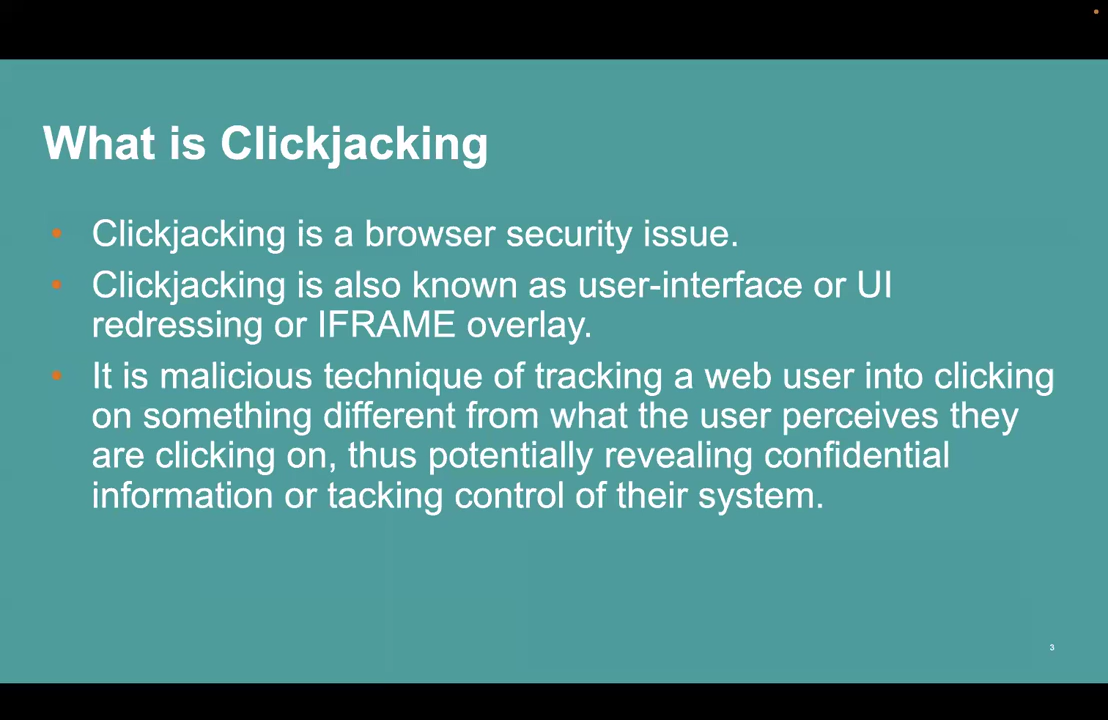 What is Clickjacking
• Clickjacking is a browser security issue.
• Clickjacking is also known as user-interface or UI
redressing or IFRAME overlay.
• It is malicious technique of tracking a web user into clicking
on something different from what the user perceives they
are clicking on, thus potentially revealing confidential
information or tacking control of their system.
3